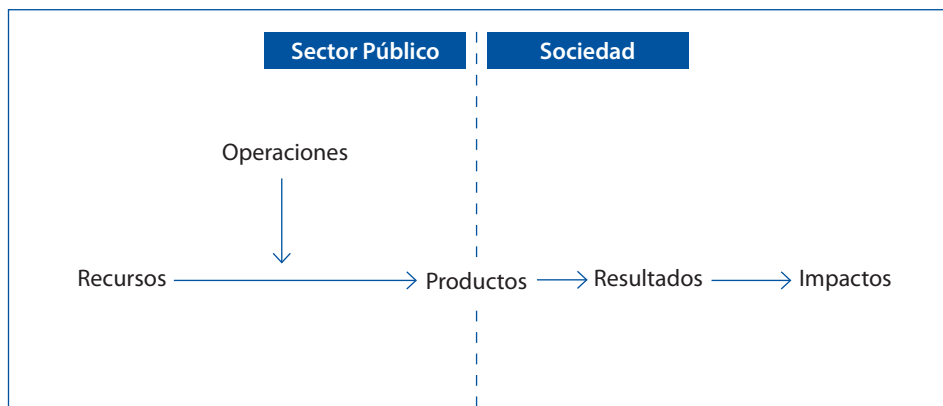 Sector Público
Sociedad
Operaciones
Recursos
Productos
Resultados
Impactos